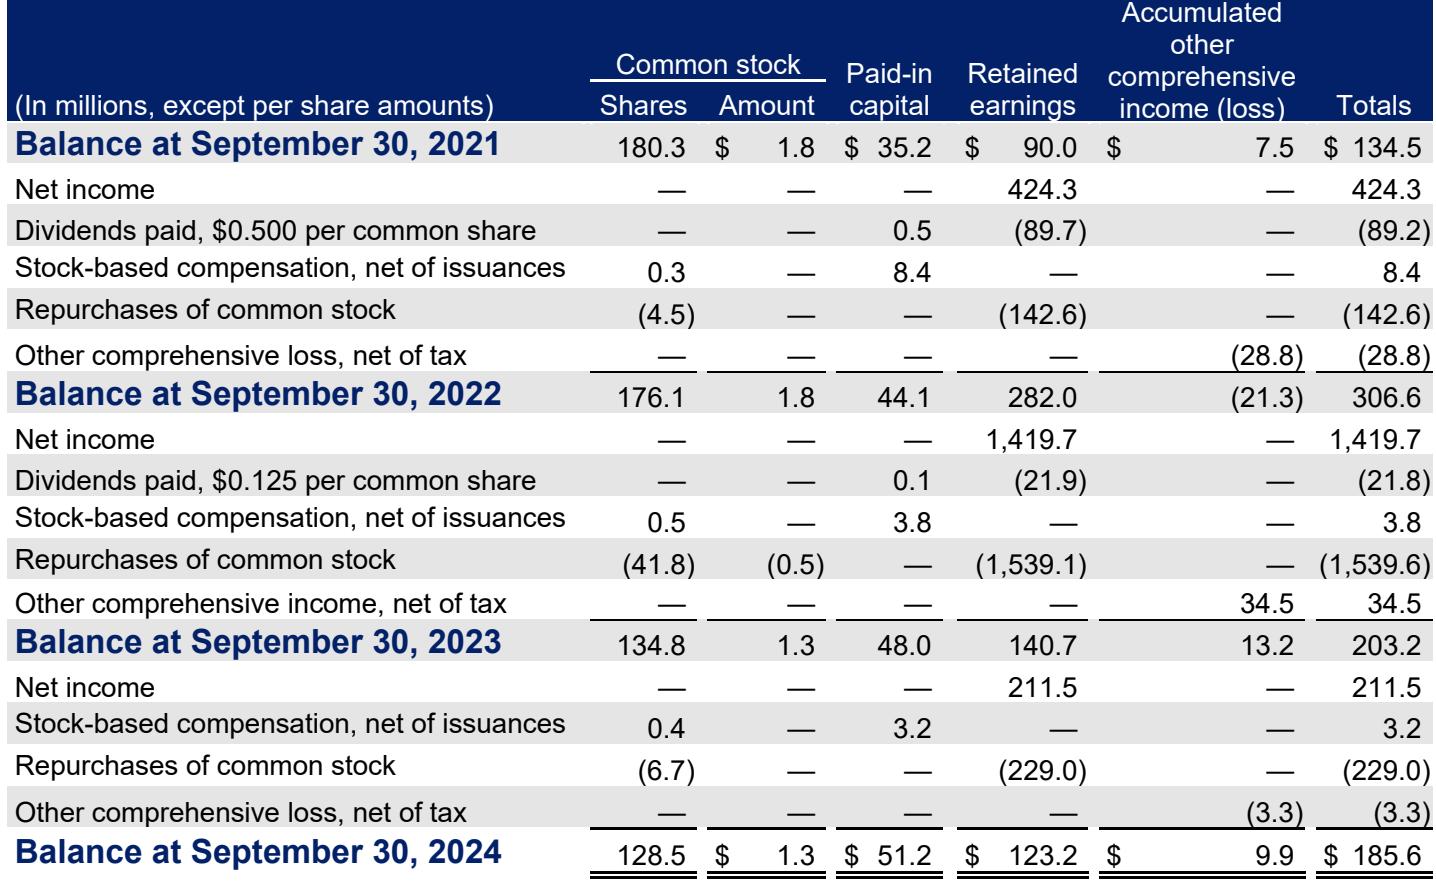 Accumulated
other
Common stock Paid-in Retained comprehensive
(In millions, except per share amounts) Shares Amount capital earnings income (loss) Totals
Balance at September 30, 2021 180.3 $ 1.8 $ 35.2 $ 90.0 $ 7.5 $ 134.5
Net income — — — 424.3 — 424.3
Dividends paid, $0.500 per common share — — 0.5 (89.7) — (89.2)
Stock-based compensation, net of issuances 0.3 — 8.4 — — 8.4
Repurchases of common stock (4.5) — — (142.6) — (142.6)
Other comprehensive loss, net of tax — — — — (28.8) (28.8)
Balance at September 30, 2022 176.1 1.8 44.1 282.0 (21.3) 306.6
Net income — — — 1,419.7 — 1,419.7
Dividends paid, $0.125 per common share — — 0.1 (21.9) — (21.8)
Stock-based compensation, net of issuances 0.5 — 3.8 — — 3.8
Repurchases of common stock (41.8) (0.5) — (1,539.1) — (1,539.6)
Other comprehensive income, net of tax — — — — 34.5 34.5
Balance at September 30, 2023 134.8 1.3 48.0 140.7 13.2 203.2
Net income — — — 211.5 — 211.5
Stock-based compensation, net of issuances 0.4 — 3.2 — — 3.2
Repurchases of common stock (6.7) — — (229.0) — (229.0)
Other comprehensive loss, net of tax — — — — (3.3) (3.3)
Balance at September 30, 2024 128.5 $ 1.3 $ 51.2 $ 123.2 $ 9.9 $ 185.6